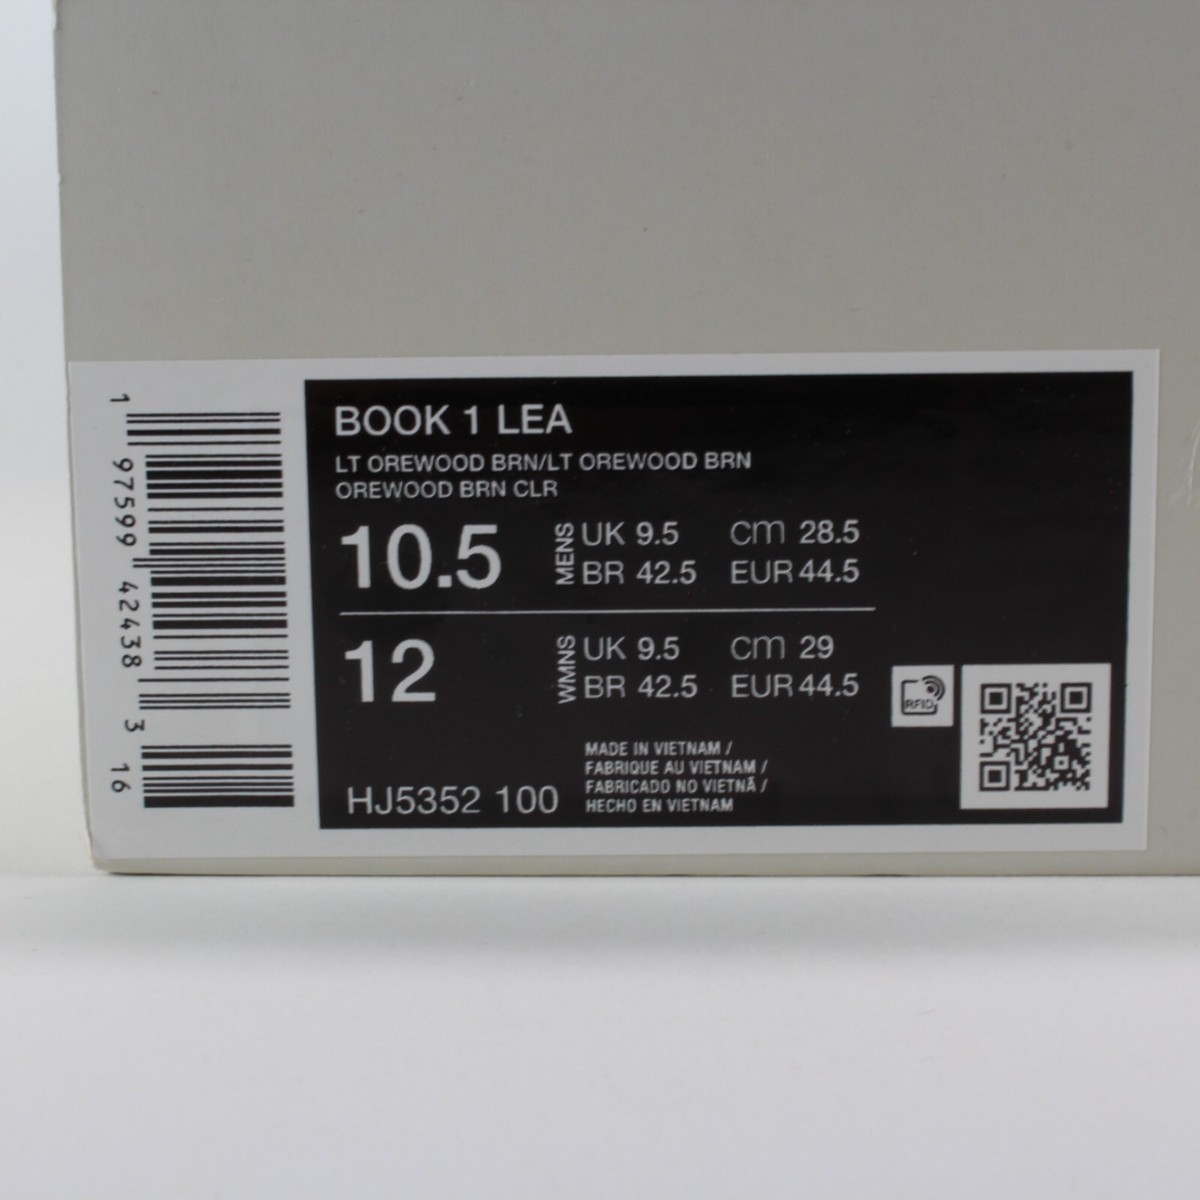 BOOK 1 LEA
LT OREWOOD BRN/LT OREWOOD BRN
OREWOOD BRN CLR
10.5 MENS UK 9.5 cm 28.5
BR 42.5 EUR 44.5
12 WMNS UK 9.5 cm 29
BR 42.5 EUR 44.5
RFID
MADE IN VIETNAM /
FABRIQUE AU VIETNAM /
FABRICADO NO VIETNÃ /
HECHO EN VIETNAM
HJ5352 100
1 97599 42438 3 16